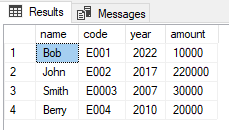 Results Messages
name code year amount
1 Bob E001 2022 10000
2 John E002 2017 220000
3 Smith E0003 2007 30000
4 Berry E004 2010 20000